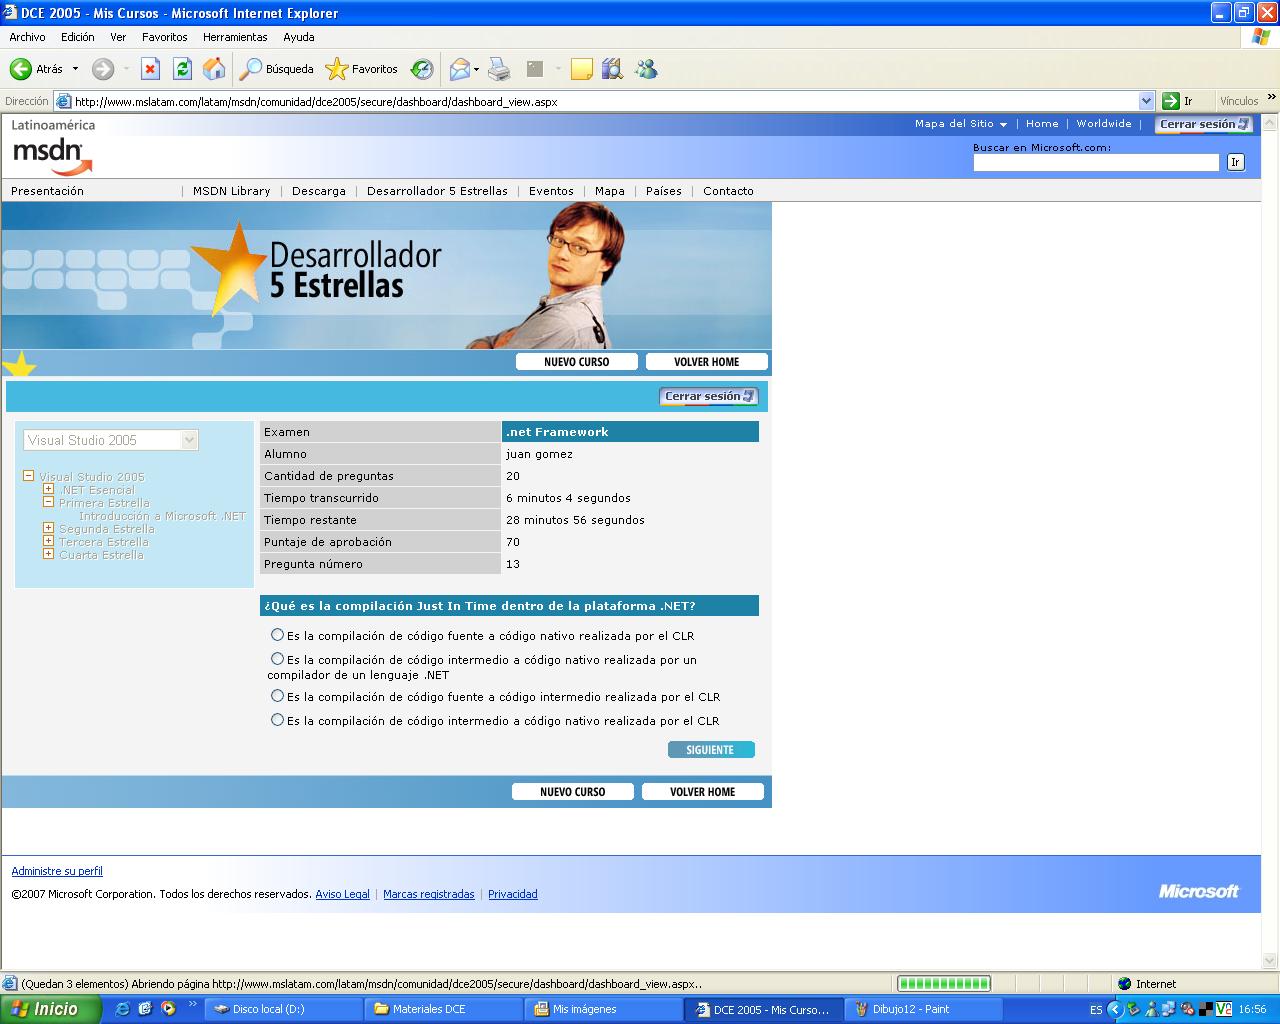 DCE 2005 - Mis Cursos - Microsoft Internet Explorer
Archivo Edición Ver Favoritos Herramientas Ayuda
Atrás Búsqueda Favoritos
Dirección http://www.mslatam.com/latam/msdn/comunidad/dce2005/secure/dashboard/dashboard_view.aspx Ir Vínculos »
Latinoamérica Mapa del Sitio | Home | Worldwide | Cerrar sesión
msdn
Buscar en Microsoft.com:
Ir
Presentación | MSDN Library | Descarga | Desarrollador 5 Estrellas | Eventos | Mapa | Países | Contacto
Desarrollador
5 Estrellas
NUEVO CURSO VOLVER HOME
Cerrar sesión
Visual Studio 2005
Visual Studio 2005
.NET Esencial
Primera Estrella
Introducción a Microsoft .NET
Segunda Estrella
Tercera Estrella
Cuarta Estrella
Examen .net Framework
Alumno juan gomez
Cantidad de preguntas 20
Tiempo transcurrido 6 minutos 4 segundos
Tiempo restante 28 minutos 56 segundos
Puntaje de aprobación 70
Pregunta número 13
¿Qué es la compilación Just In Time dentro de la plataforma .NET?
Es la compilación de código fuente a código nativo realizada por el CLR
Es la compilación de código intermedio a código nativo realizada por un
compilador de un lenguaje .NET
Es la compilación de código fuente a código intermedio realizada por el CLR
Es la compilación de código intermedio a código nativo realizada por el CLR
SIGUIENTE
NUEVO CURSO VOLVER HOME
Administre su perfil
©2007 Microsoft Corporation. Todos los derechos reservados. Aviso Legal | Marcas registradas | Privacidad
Microsoft
(Quedan 3 elementos) Abriendo página http://www.mslatam.com/latam/msdn/comunidad/dce2005/secure/dashboard/dashboard_view.aspx.. Internet
Inicio » Disco local (D:) Materiales DCE Mis imágenes DCE 2005 - Mis Curso... Dibujo12 - Paint ES 16:56